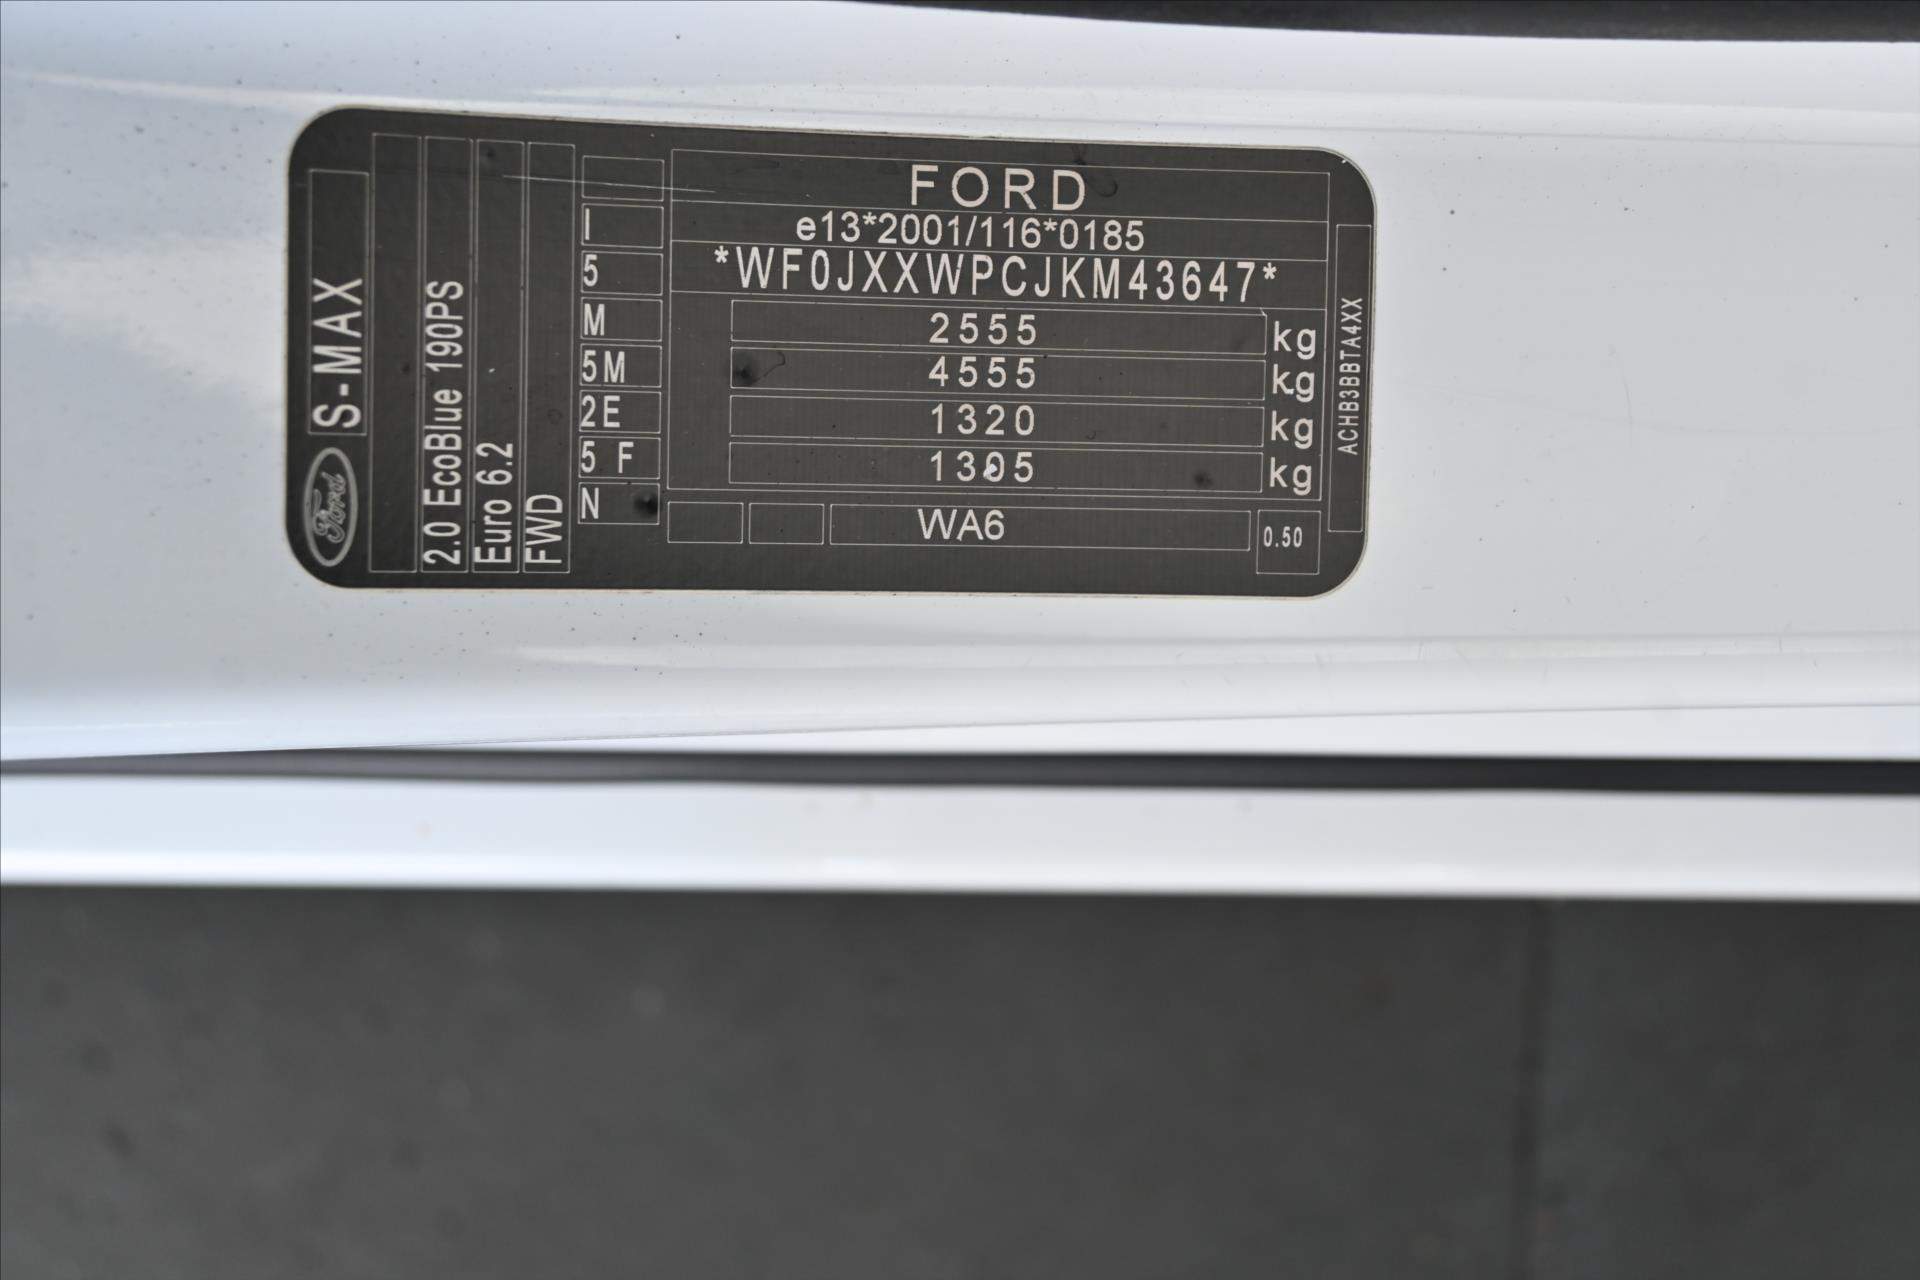 Ford
S-MAX
2.0 EcoBlue 190PS
Euro 6.2
FWD
I
5
M
5M
2E
5 F
N
FORD
e13*2001/116*0185
*WF0JXXWPCJKM43647*
2555 kg
4555 kg
1320 kg
1305 kg
WA6
0.50
ACHB3BBTA4XX